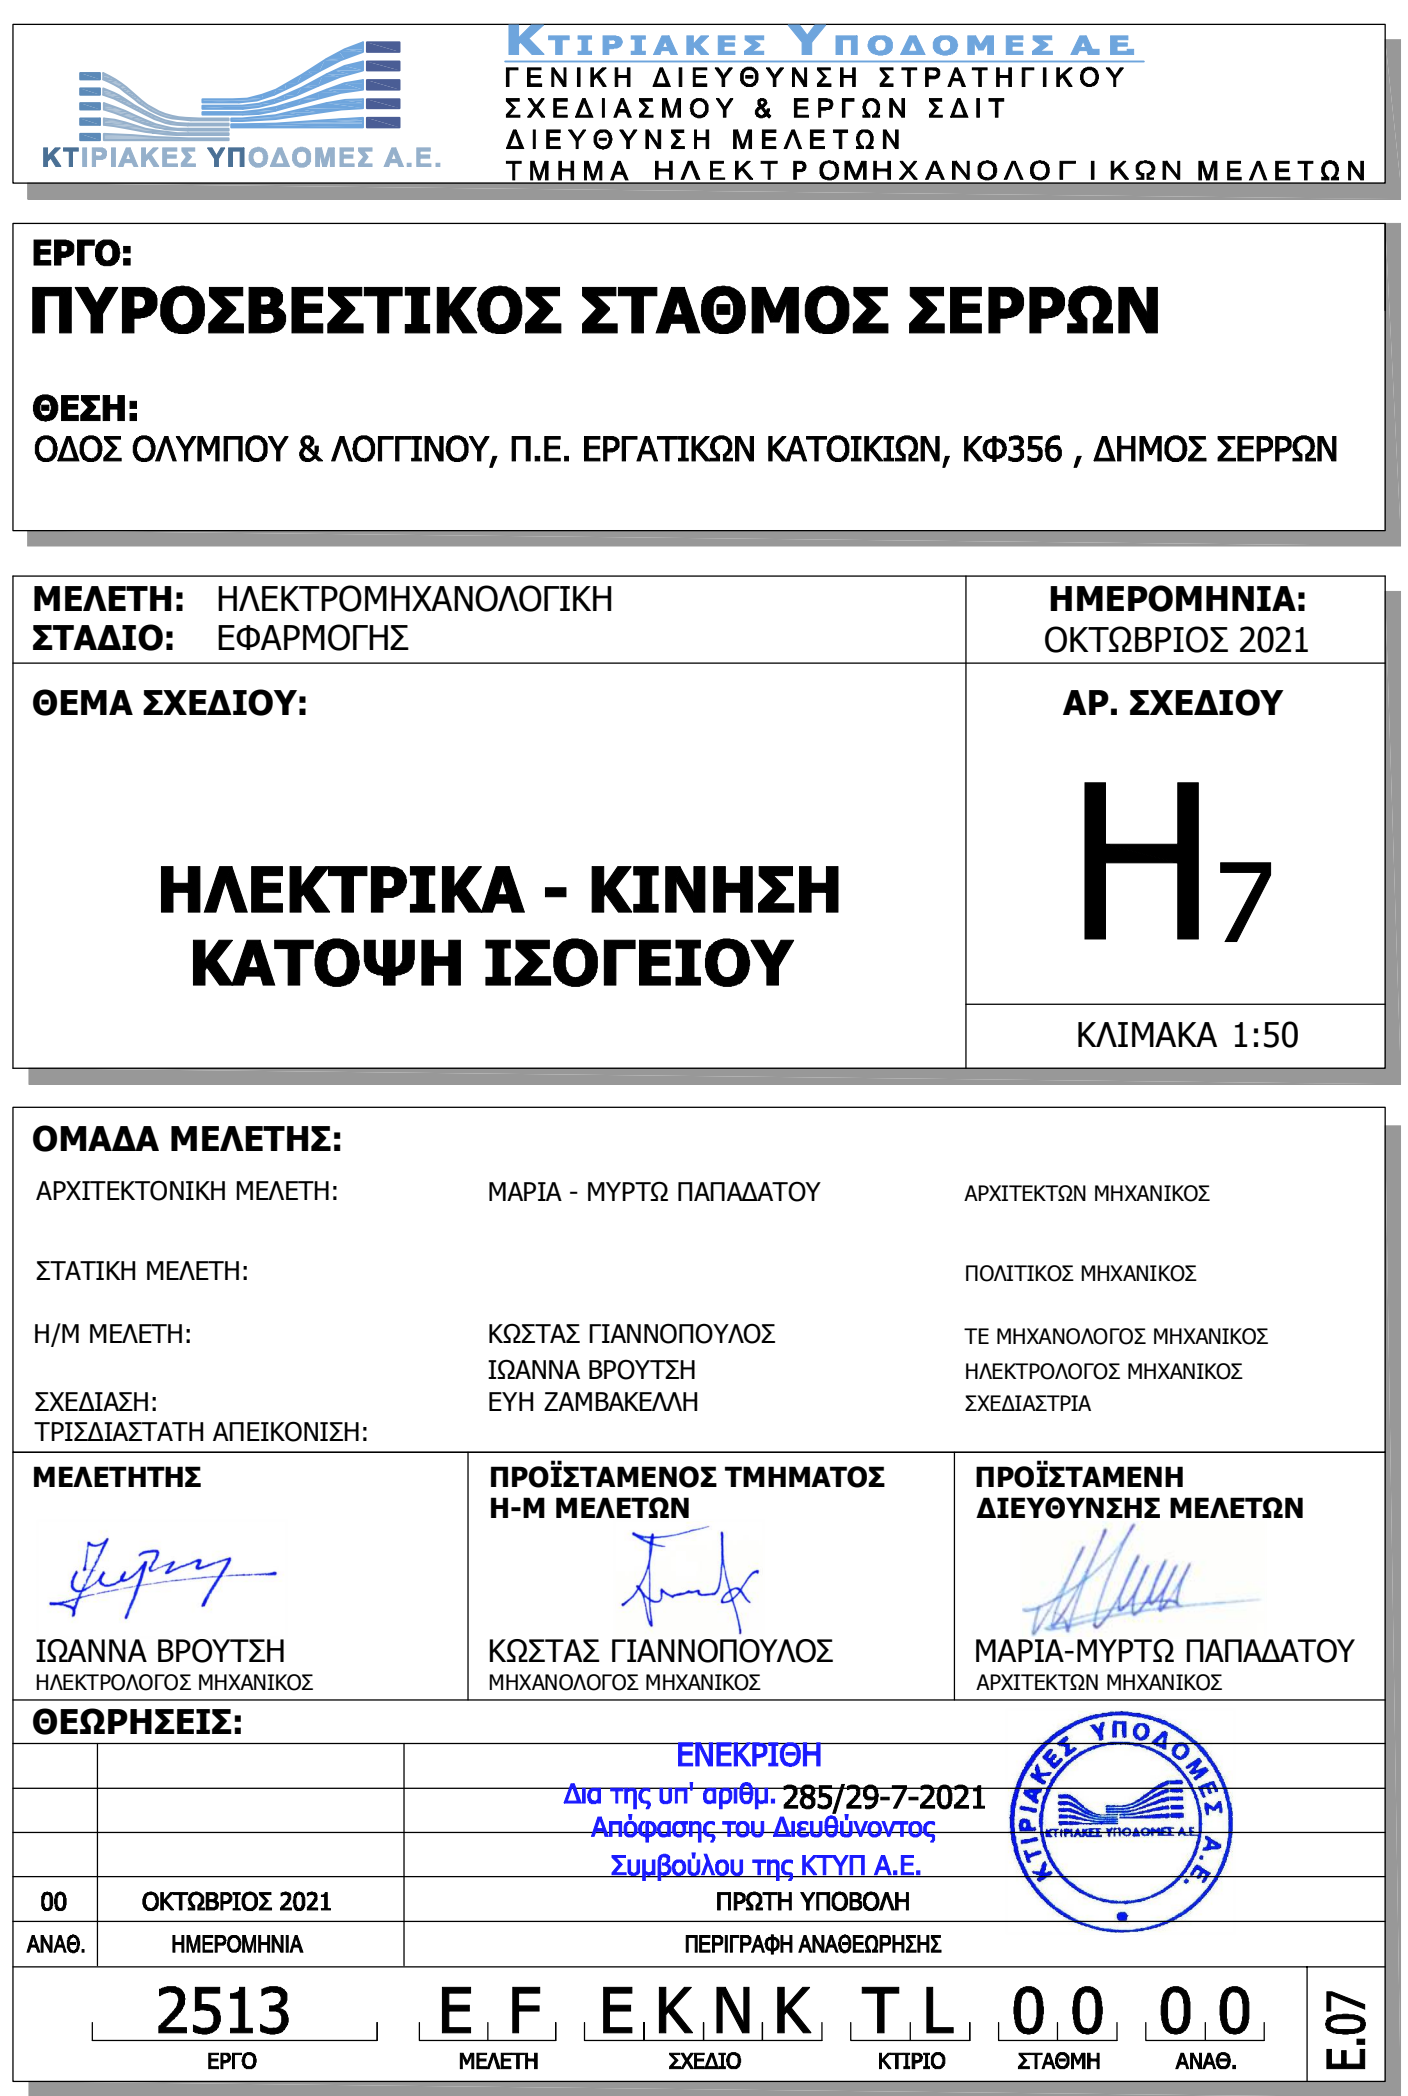 ΚΤΙΡΙΑΚΕΣ ΥΠΟΔΟΜΕΣ Α.Ε.
ΚΤΙΡΙΑΚΕΣ ΥΠΟΔΟΜΕΣ Α.Ε.
ΓΕΝΙΚΗ ΔΙΕΥΘΥΝΣΗ ΣΤΡΑΤΗΓΙΚΟΥ
ΣΧΕΔΙΑΣΜΟΥ & ΕΡΓΩΝ ΣΔΙΤ
ΔΙΕΥΘΥΝΣΗ ΜΕΛΕΤΩΝ
ΤΜΗΜΑ ΗΛΕΚΤΡΟΜΗΧΑΝΟΛΟΓΙΚΩΝ ΜΕΛΕΤΩΝ
ΕΡΓΟ:
ΠΥΡΟΣΒΕΣΤΙΚΟΣ ΣΤΑΘΜΟΣ ΣΕΡΡΩΝ
ΘΕΣΗ:
ΟΔΟΣ ΟΛΥΜΠΟΥ & ΛΟΓΓΙΝΟΥ, Π.Ε. ΕΡΓΑΤΙΚΩΝ ΚΑΤΟΙΚΙΩΝ, ΚΦ356 , ΔΗΜΟΣ ΣΕΡΡΩΝ
ΜΕΛΕΤΗ: ΗΛΕΚΤΡΟΜΗΧΑΝΟΛΟΓΙΚΗ
ΣΤΑΔΙΟ: ΕΦΑΡΜΟΓΗΣ
ΗΜΕΡΟΜΗΝΙΑ:
ΟΚΤΩΒΡΙΟΣ 2021
ΘΕΜΑ ΣΧΕΔΙΟΥ:
ΗΛΕΚΤΡΙΚΑ - ΚΙΝΗΣΗ
ΚΑΤΟΨΗ ΙΣΟΓΕΙΟΥ
ΑΡ. ΣΧΕΔΙΟΥ
Η7
ΚΛΙΜΑΚΑ 1:50
ΟΜΑΔΑ ΜΕΛΕΤΗΣ:
ΑΡΧΙΤΕΚΤΟΝΙΚΗ ΜΕΛΕΤΗ: ΜΑΡΙΑ - ΜΥΡΤΩ ΠΑΠΑΔΑΤΟΥ ΑΡΧΙΤΕΚΤΩΝ ΜΗΧΑΝΙΚΟΣ
ΣΤΑΤΙΚΗ ΜΕΛΕΤΗ: ΠΟΛΙΤΙΚΟΣ ΜΗΧΑΝΙΚΟΣ
Η/Μ ΜΕΛΕΤΗ: ΚΩΣΤΑΣ ΓΙΑΝΝΟΠΟΥΛΟΣ ΤΕ ΜΗΧΑΝΟΛΟΓΟΣ ΜΗΧΑΝΙΚΟΣ
ΙΩΑΝΝΑ ΒΡΟΥΤΣΗ ΗΛΕΚΤΡΟΛΟΓΟΣ ΜΗΧΑΝΙΚΟΣ
ΣΧΕΔΙΑΣΗ: ΕΥΗ ΖΑΜΒΑΚΕΛΛΗ ΣΧΕΔΙΑΣΤΡΙΑ
ΤΡΙΣΔΙΑΣΤΑΤΗ ΑΠΕΙΚΟΝΙΣΗ:
ΜΕΛΕΤΗΤΗΣ
ΙΩΑΝΝΑ ΒΡΟΥΤΣΗ
ΗΛΕΚΤΡΟΛΟΓΟΣ ΜΗΧΑΝΙΚΟΣ
ΠΡΟΪΣΤΑΜΕΝΟΣ ΤΜΗΜΑΤΟΣ
Η-Μ ΜΕΛΕΤΩΝ
ΚΩΣΤΑΣ ΓΙΑΝΝΟΠΟΥΛΟΣ
ΜΗΧΑΝΟΛΟΓΟΣ ΜΗΧΑΝΙΚΟΣ
ΠΡΟΪΣΤΑΜΕΝΗ
ΔΙΕΥΘΥΝΣΗΣ ΜΕΛΕΤΩΝ
ΜΑΡΙΑ-ΜΥΡΤΩ ΠΑΠΑΔΑΤΟΥ
ΑΡΧΙΤΕΚΤΩΝ ΜΗΧΑΝΙΚΟΣ
ΘΕΩΡΗΣΕΙΣ:
ΕΝΕΚΡΙΘΗ
Δια της υπ' αριθμ. 285/29-7-2021
Απόφασης του Διευθύνοντος
Συμβούλου της ΚΤΥΠ Α.Ε.
ΚΤΙΡΙΑΚΕΣ ΥΠΟΔΟΜΕΣ Α.Ε.
ΚΤΙΡΙΑΚΕΣ ΥΠΟΔΟΜΕΣ Α.Ε.
00 ΟΚΤΩΒΡΙΟΣ 2021 ΠΡΩΤΗ ΥΠΟΒΟΛΗ
ΑΝΑΘ. ΗΜΕΡΟΜΗΝΙΑ ΠΕΡΙΓΡΑΦΗ ΑΝΑΘΕΩΡΗΣΗΣ
2513 E F E K N K T L 0 0 0 0
ΕΡΓΟ ΜΕΛΕΤΗ ΣΧΕΔΙΟ ΚΤΙΡΙΟ ΣΤΑΘΜΗ ΑΝΑΘ.
Ε.07